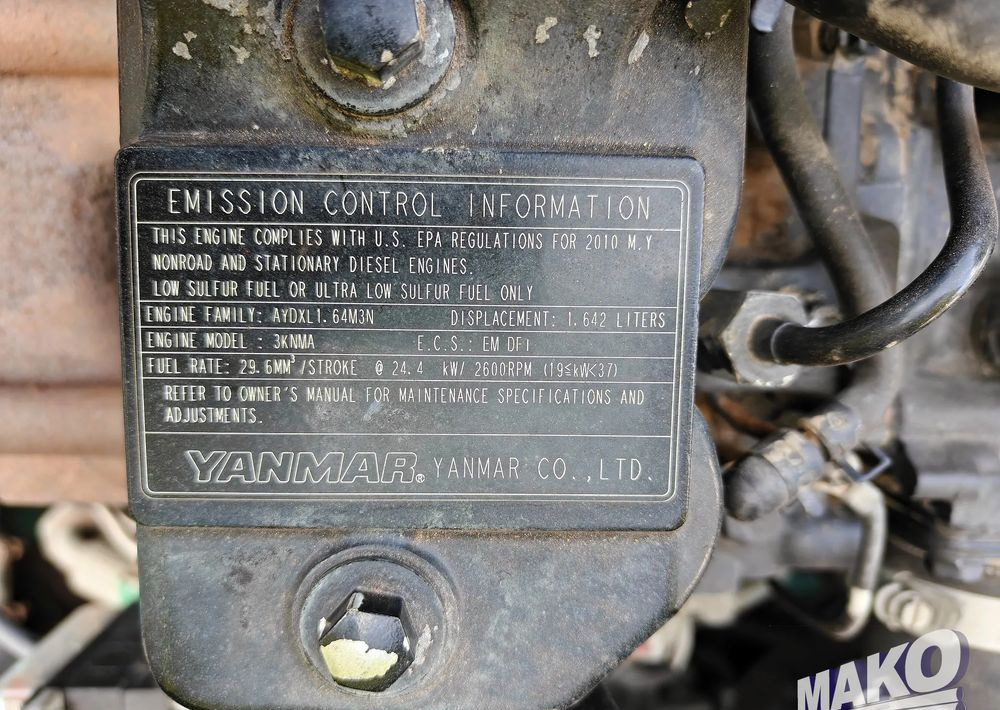 EMISSION CONTROL INFORMATION
THIS ENGINE COMPLIES WITH U.S. EPA REGULATIONS FOR 2010 M.Y
NONROAD AND STATIONARY DIESEL ENGINES.
LOW SULFUR FUEL OR ULTRA LOW SULFUR FUEL ONLY
ENGINE FAMILY: AYDXL1.64M3N DISPLACEMENT: 1.642 LITERS
ENGINE MODEL : 3KNMA E.C.S.: EM DFI
FUEL RATE: 29.6MM³/STROKE @ 24.4 kW/ 2600RPM (19≤kW<37)
REFER TO OWNER'S MANUAL FOR MAINTENANCE SPECIFICATIONS AND
ADJUSTMENTS.
YANMAR® YANMAR CO.,LTD.
MAKO